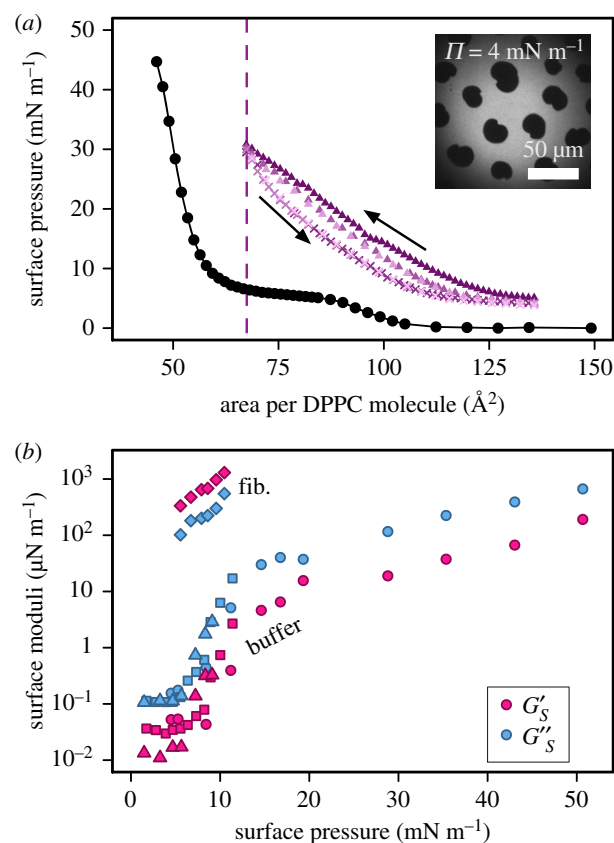 (a)
50
40
30
20
10
0
surface pressure (mN m⁻¹)
Π = 4 mN m⁻¹
50 µm
50
75
100
125
150
area per DPPC molecule (Å²)
(b)
10³
10²
10
1
10⁻¹
10⁻²
surface moduli (µN m⁻¹)
fib.
buffer
G′S
G″S
0
10
20
30
40
50
surface pressure (mN m⁻¹)